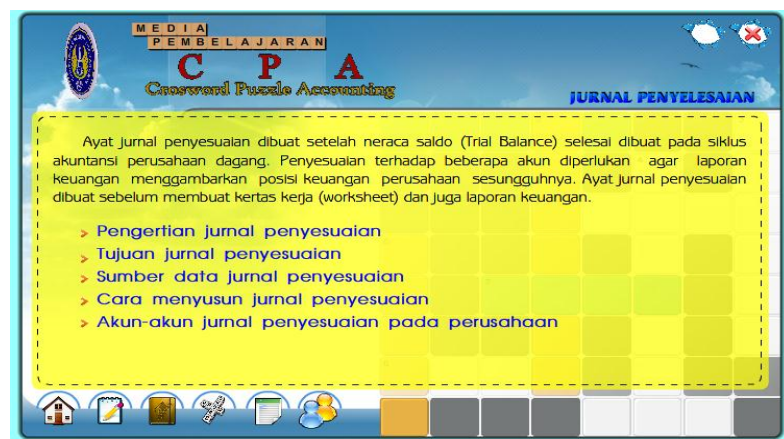 MEDIA
PEMBELAJARAN
C P A
Crosword Puzzle Accounting
JURNAL PENYELESAIAN
Ayat jurnal penyesuaian dibuat setelah neraca saldo (Trial Balance) selesai dibuat pada siklus
akuntansi perusahaan dagang. Penyesuaian terhadap beberapa akun diperlukan agar laporan
keuangan menggambarkan posisi keuangan perusahaan sesungguhnya. Ayat jurnal penyesuaian
dibuat sebelum membuat kertas kerja (worksheet) dan juga laporan keuangan.
Pengertian jurnal penyesuaian
Tujuan jurnal penyesuaian
Sumber data jurnal penyesuaian
Cara menyusun jurnal penyesuaian
Akun-akun jurnal penyesuaian pada perusahaan